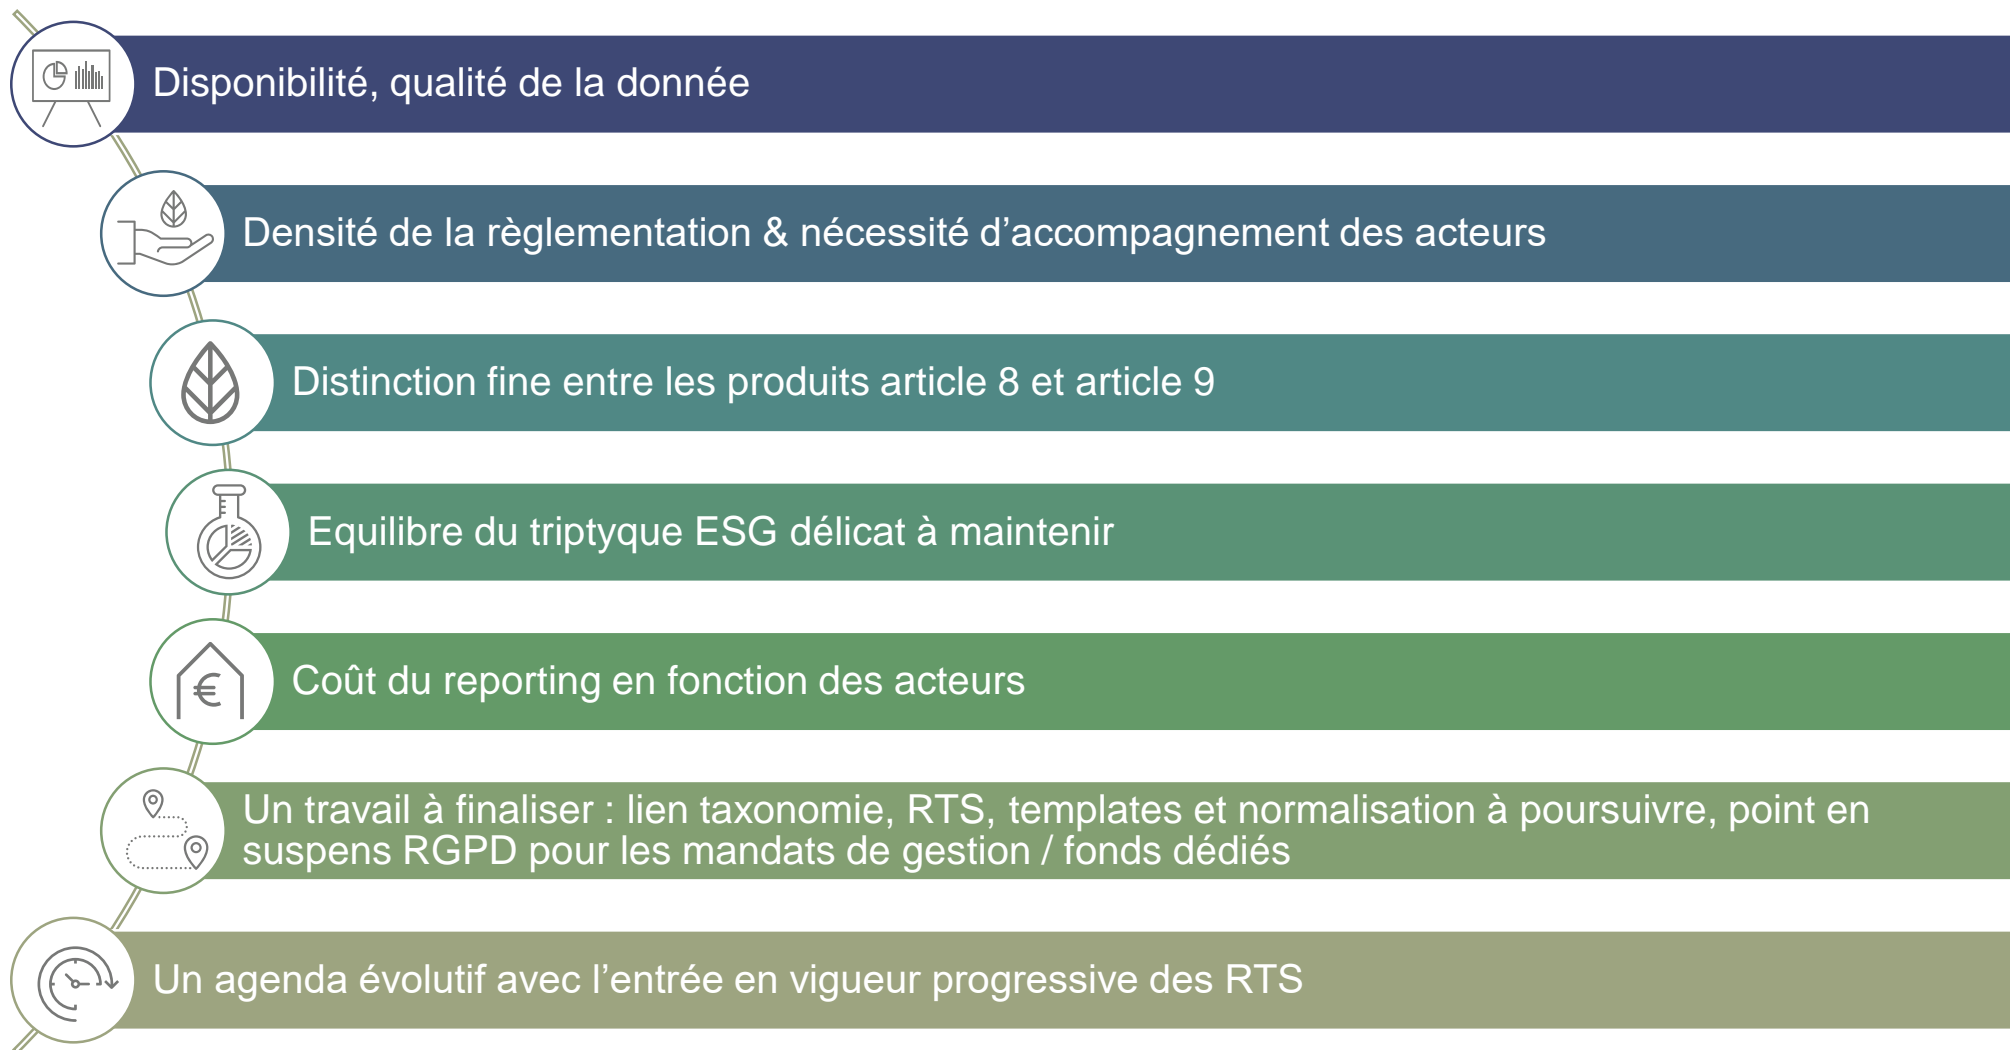 Disponibilité, qualité de la donnée
Densité de la règlementation & nécessité d’accompagnement des acteurs
Distinction fine entre les produits article 8 et article 9
Equilibre du triptyque ESG délicat à maintenir
€
Coût du reporting en fonction des acteurs
Un travail à finaliser : lien taxonomie, RTS, templates et normalisation à poursuivre, point en
suspens RGPD pour les mandats de gestion / fonds dédiés
Un agenda évolutif avec l’entrée en vigueur progressive des RTS